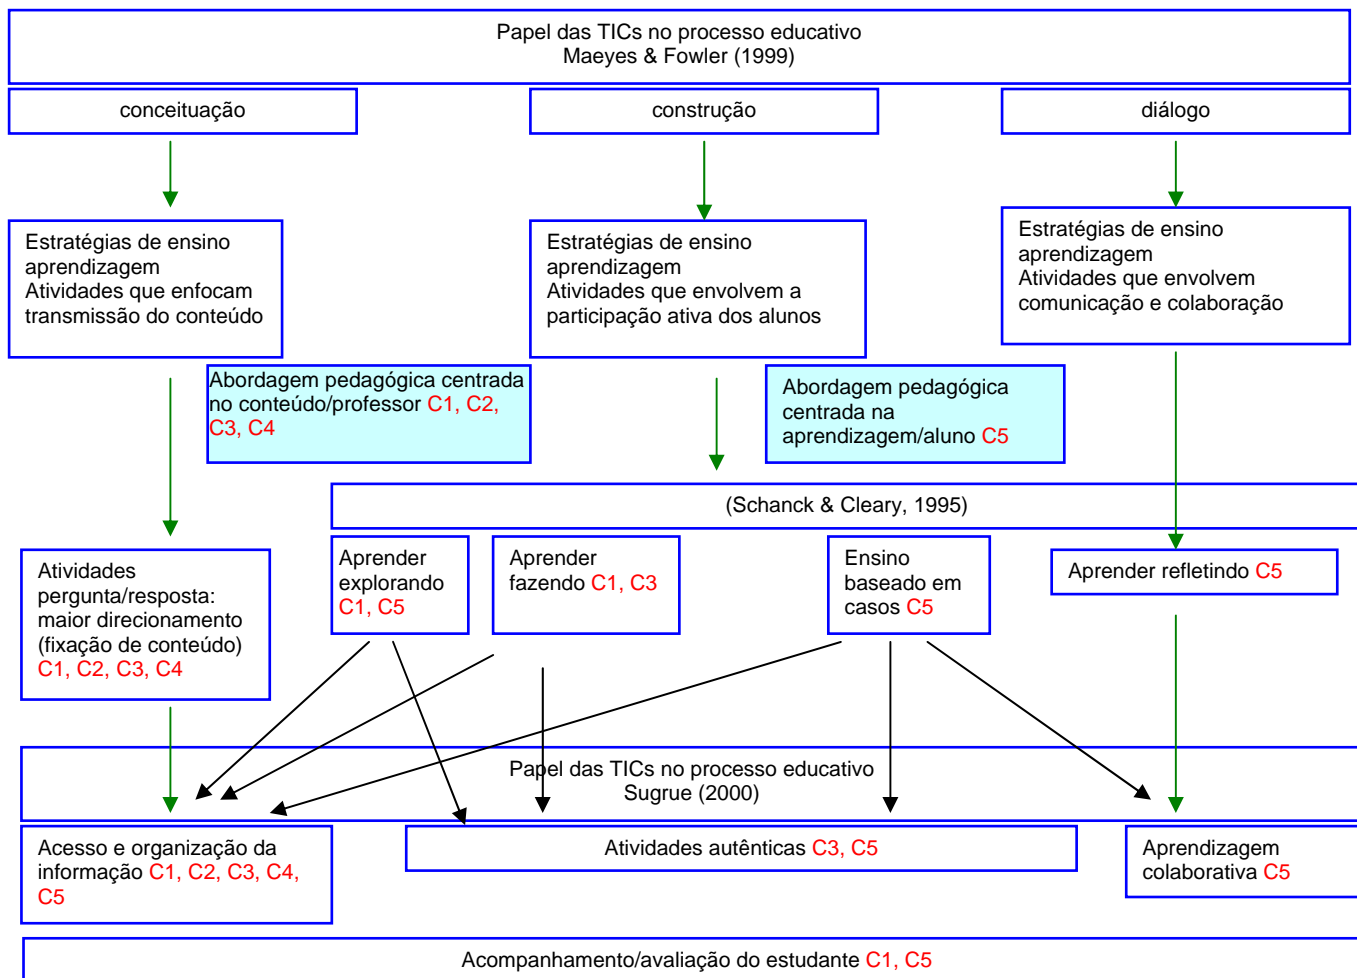 Papel das TICs no processo educativo
Maeyes & Fowler (1999)
conceituação
construção
diálogo
Estratégias de ensino
aprendizagem
Atividades que enfocam
transmissão do conteúdo
Estratégias de ensino
aprendizagem
Atividades que envolvem a
participação ativa dos alunos
Estratégias de ensino
aprendizagem
Atividades que envolvem
comunicação e colaboração
Abordagem pedagógica centrada
no conteúdo/professor C1, C2,
C3, C4
Abordagem pedagógica
centrada na
aprendizagem/aluno C5
(Schanck & Cleary, 1995)
Atividades
pergunta/resposta:
maior direcionamento
(fixação de conteúdo)
C1, C2, C3, C4
Aprender
explorando
C1, C5
Aprender
fazendo C1, C3
Ensino
baseado em
casos C5
Aprender refletindo C5
Papel das TICs no processo educativo
Sugrue (2000)
Acesso e organização da
informação C1, C2, C3, C4,
C5
Atividades autênticas C3, C5
Aprendizagem
colaborativa C5
Acompanhamento/avaliação do estudante C1, C5